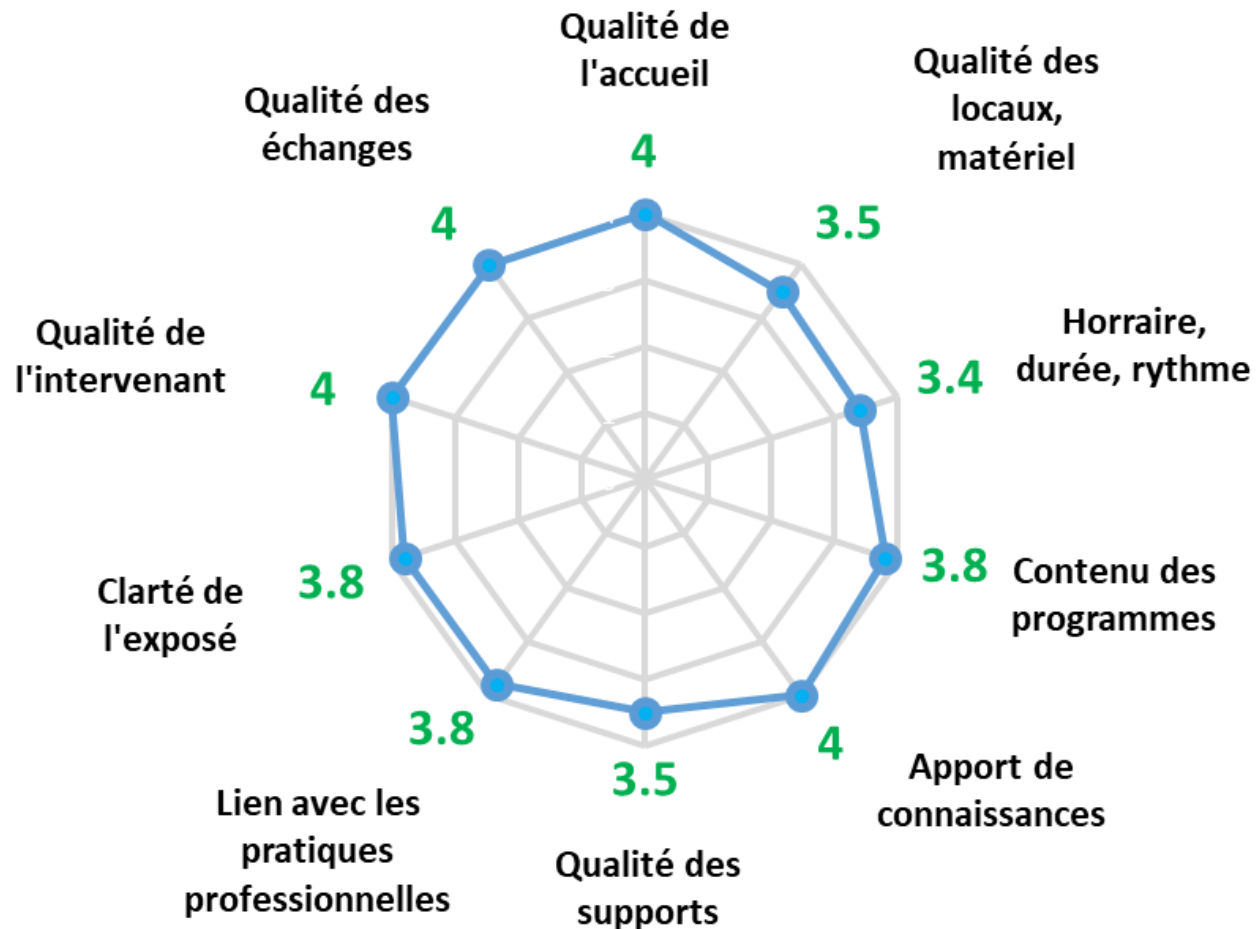 Qualité de
l'accueil
4
Qualité des
locaux,
matériel
3.5
Horraire,
durée, rythme
3.4
Contenu des
programmes
3.8
Apport de
connaissances
4
Qualité des
supports
3.5
Lien avec les
pratiques
professionnelles
3.8
Clarté de
l'exposé
3.8
Qualité de
l'intervenant
4
Qualité des
échanges
4